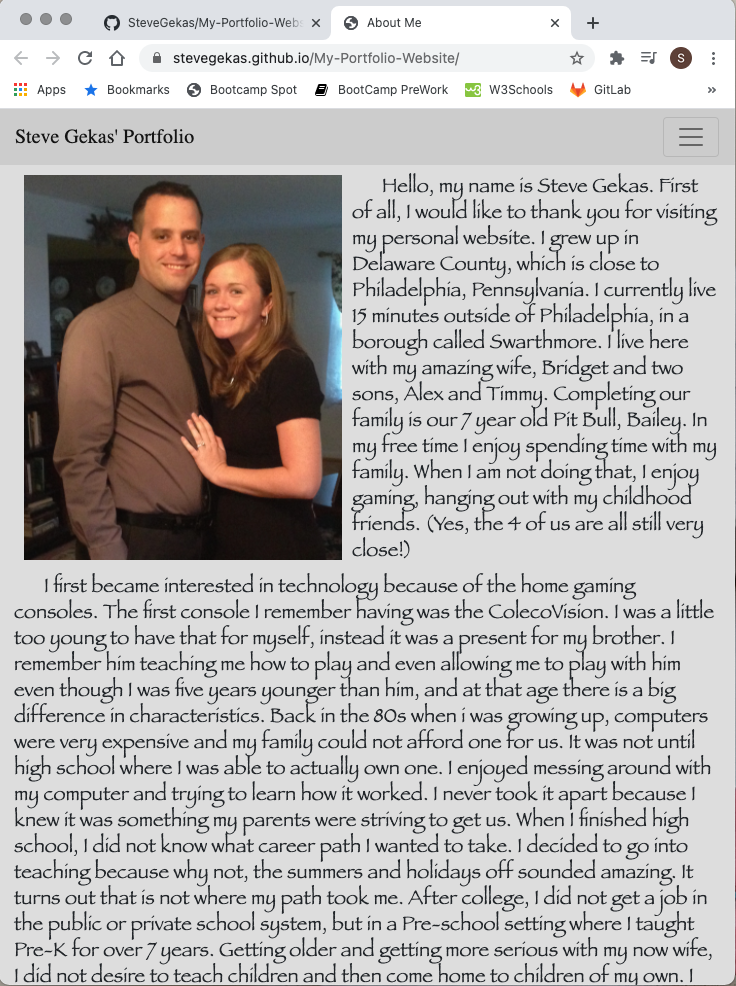 SteveGekas/My-Portfolio-Webs
About Me
stevegekas.github.io/My-Portfolio-Website/
S
Apps
Bookmarks
Bootcamp Spot
BootCamp PreWork
W3Schools
GitLab
»
Steve Gekas' Portfolio
Hello, my name is Steve Gekas. First
of all, I would like to thank you for visiting
my personal website. I grew up in
Delaware County, which is close to
Philadelphia, Pennsylvania. I currently live
15 minutes outside of Philadelphia, in a
borough called Swarthmore. I live here
with my amazing wife, Bridget and two
sons, Alex and Timmy. Completing our
family is our 7 year old Pit Bull, Bailey. In
my free time I enjoy spending time with my
family. When I am not doing that, I enjoy
gaming, hanging out with my childhood
friends. (Yes, the 4 of us are all still very
close!)
I first became interested in technology because of the home gaming
consoles. The first console I remember having was the ColecoVision. I was a little
too young to have that for myself, instead it was a present for my brother. I
remember him teaching me how to play and even allowing me to play with him
even though I was five years younger than him, and at that age there is a big
difference in characteristics. Back in the 80s when i was growing up, computers
were very expensive and my family could not afford one for us. It was not until
high school where I was able to actually own one. I enjoyed messing around with
my computer and trying to learn how it worked. I never took it apart because I
knew it was something my parents were striving to get us. When I finished high
school, I did not know what career path I wanted to take. I decided to go into
teaching because why not, the summers and holidays off sounded amazing. It
turns out that is not where my path took me. After college, I did not get a job in
the public or private school system, but in a Pre-school setting where I taught
Pre-K for over 7 years. Getting older and getting more serious with my now wife,
I did not desire to teach children and then come home to children of my own. I